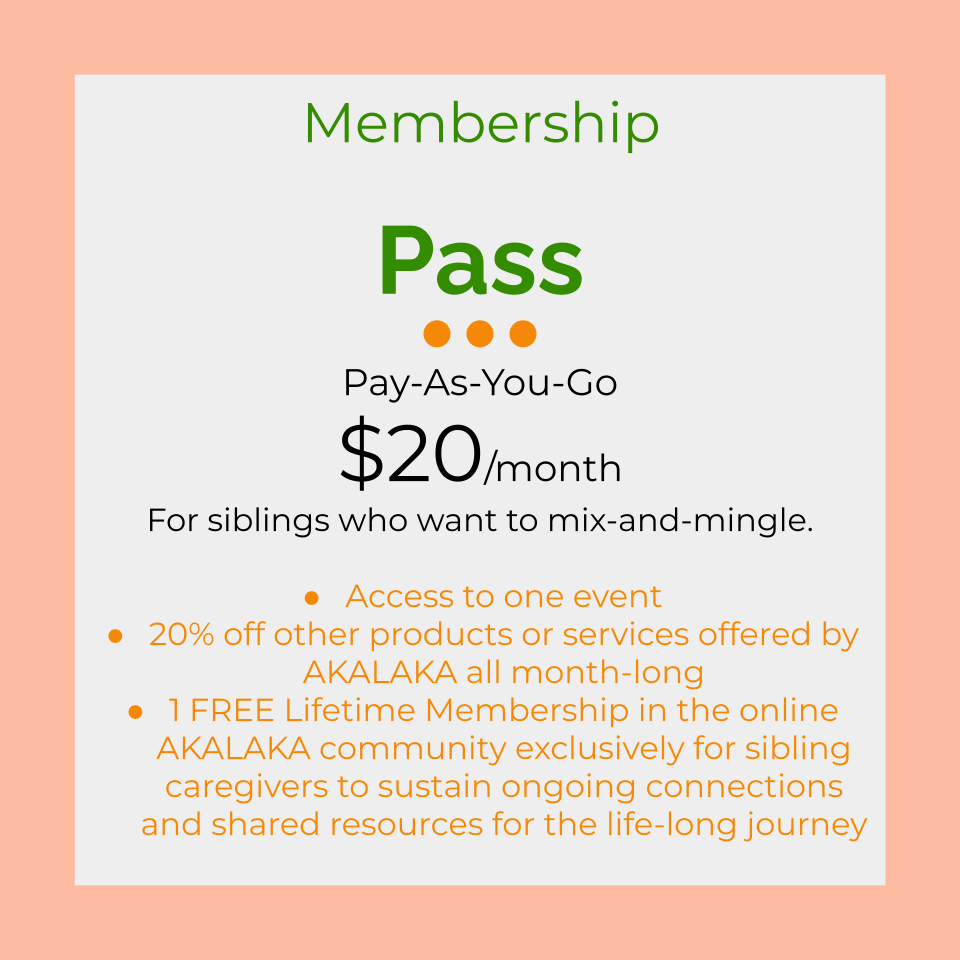 Membership
Pass
Pay-As-You-Go
$20/month
For siblings who want to mix-and-mingle.
● Access to one event
● 20% off other products or services offered by
AKALAKA all month-long
● 1 FREE Lifetime Membership in the online
AKALAKA community exclusively for sibling
caregivers to sustain ongoing connections
and shared resources for the life-long journey